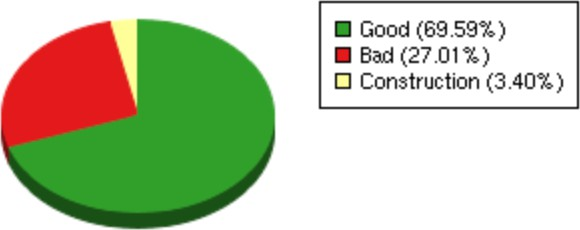 Good (69.59%)
Bad (27.01%)
Construction (3.40%)